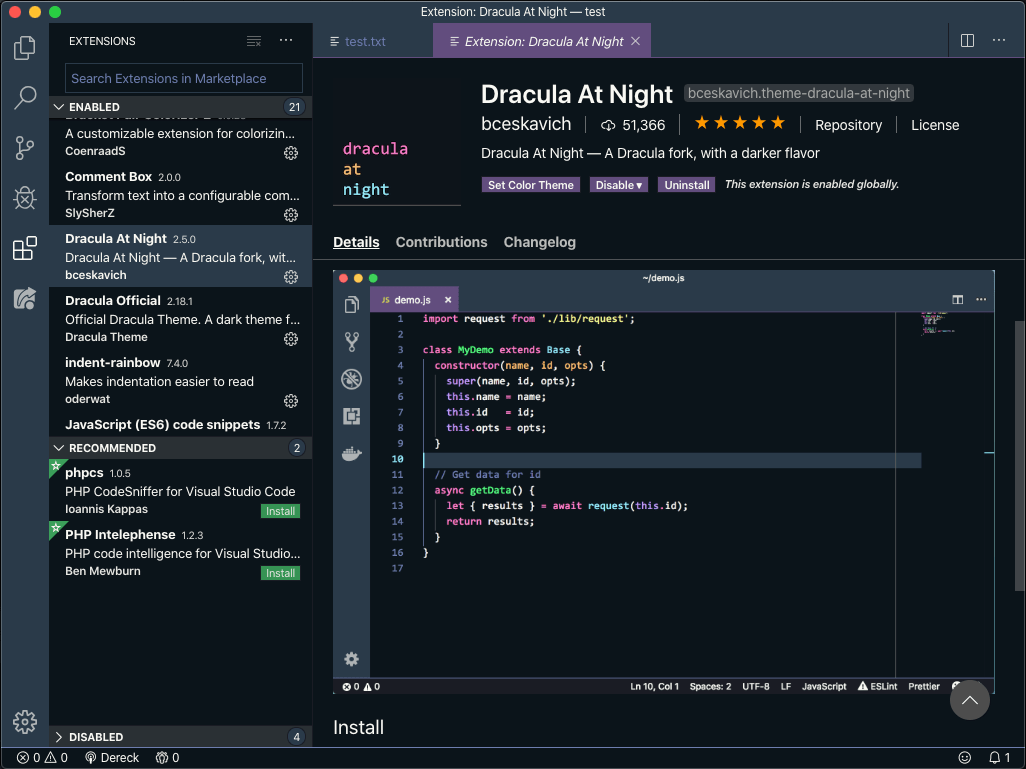 Extension: Dracula At Night — test
EXTENSIONS
Search Extensions in Marketplace
ENABLED 21
A customizable extension for colorizin...
CoenraadS
Comment Box 2.0.0
Transform text into a configurable com...
SlySherZ
Dracula At Night 2.5.0
Dracula At Night — A Dracula fork, wit...
bceskavich
Dracula Official 2.18.1
Official Dracula Theme. A dark theme f...
Dracula Theme
indent-rainbow 7.4.0
Makes indentation easier to read
oderwat
JavaScript (ES6) code snippets 1.7.2
RECOMMENDED 2
phpcs 1.0.5
PHP CodeSniffer for Visual Studio Code
Ioannis Kappas
Install
PHP Intelephense 1.2.3
PHP code intelligence for Visual Studio...
Ben Mewburn
Install
DISABLED 4
test.txt
Extension: Dracula At Night
dracula
at
night
Dracula At Night bceskavich.theme-dracula-at-night
bceskavich 51,366 Repository License
Dracula At Night — A Dracula fork, with a darker flavor
Set Color Theme Disable Uninstall This extension is enabled globally.
Details Contributions Changelog
~/demo.js
JS demo.js
1 import request from './lib/request';
2
3 class MyDemo extends Base {
4 constructor(name, id, opts) {
5 super(name, id, opts);
6 this.name = name;
7 this.id = id;
8 this.opts = opts;
9 }
10
11 // Get data for id
12 async getData() {
13 let { results } = await request(this.id);
14 return results;
15 }
16 }
17
0 0 Ln 10, Col 1 Spaces: 2 UTF-8 LF JavaScript ESLint Prettier
Install
0 0 Dereck 0 1